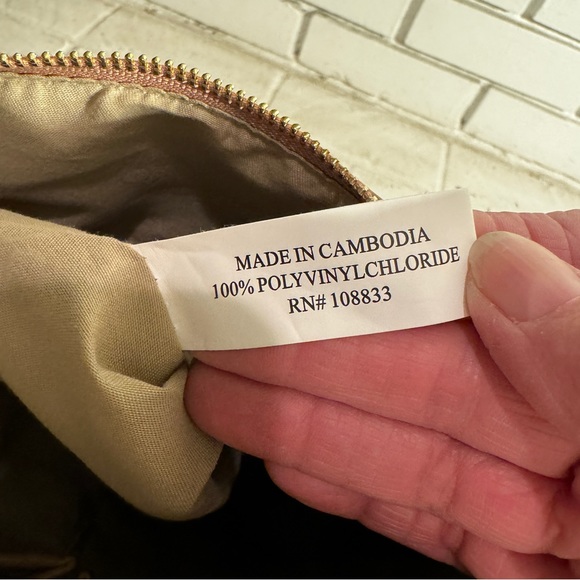 MADE IN CAMBODIA
100% POLYVINYLCHLORIDE
RN# 108833